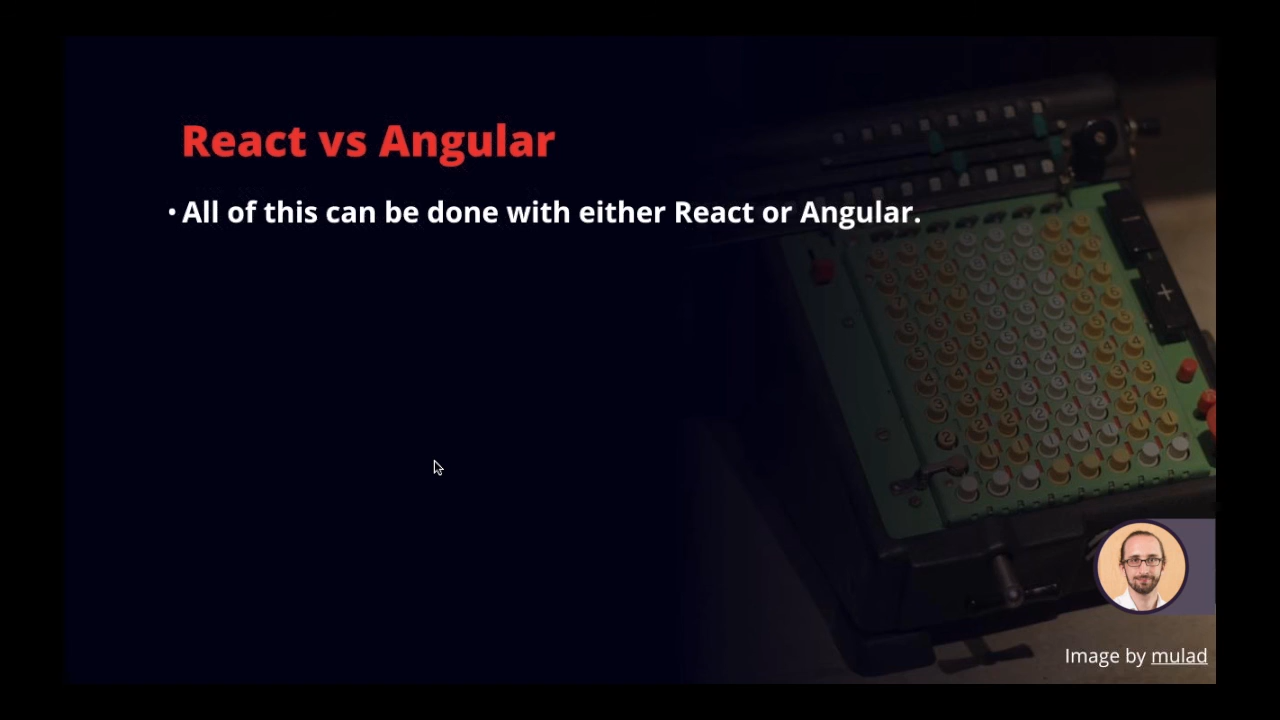 React vs Angular
• All of this can be done with either React or Angular.
Image by mulad